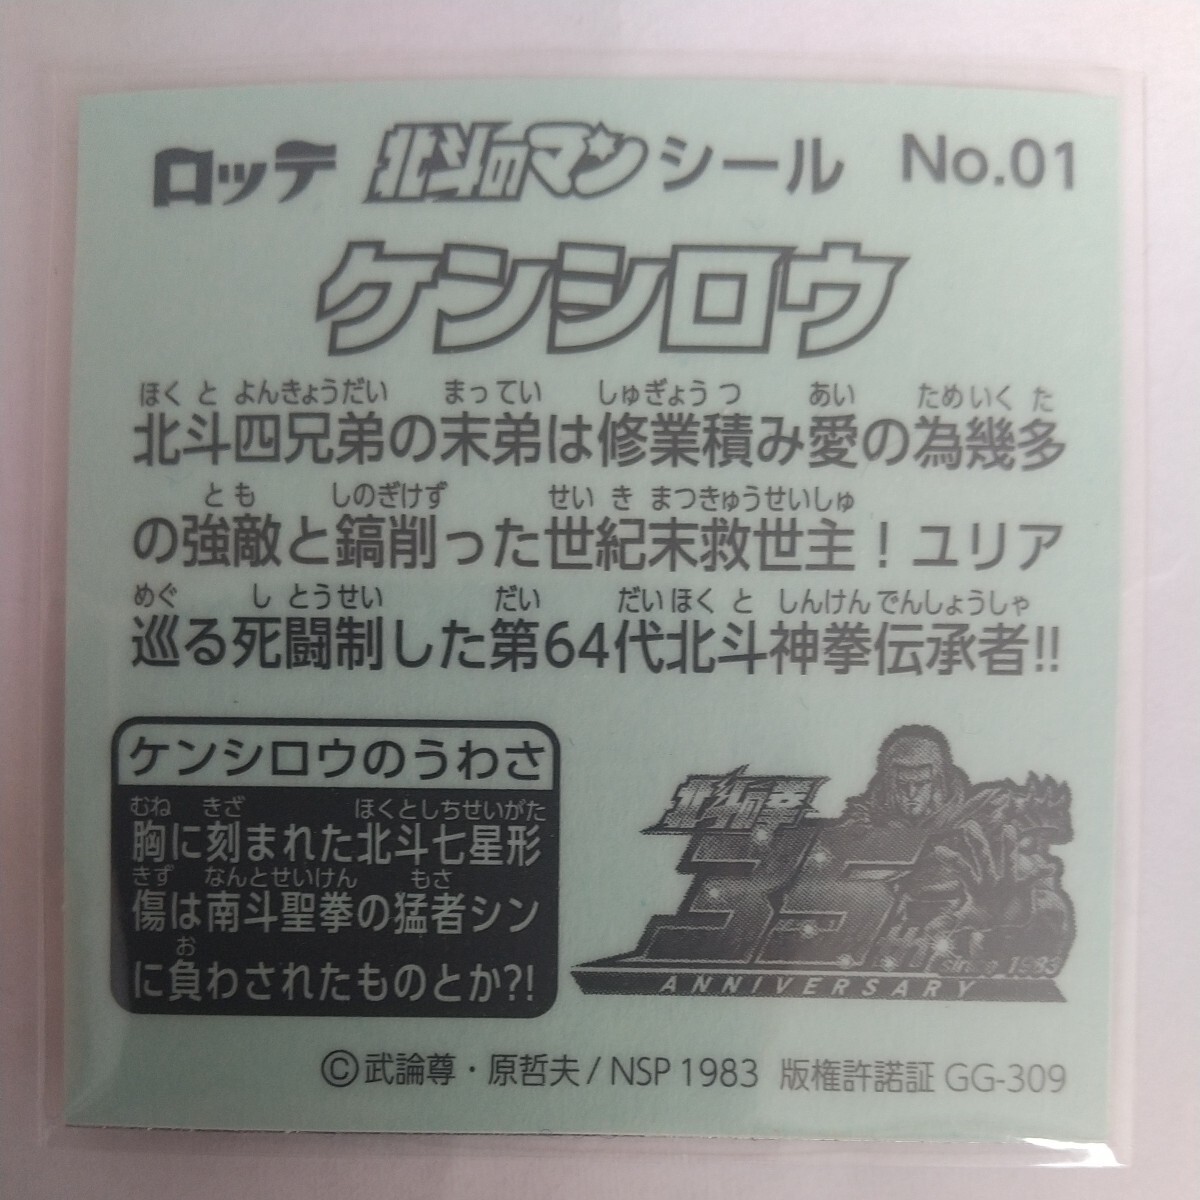 ロッテ 北斗のマンシール No.01
ケンシロウ
ほくと よんきょうだい まってい しゅぎょうつ あい ためいくた
北斗四兄弟の末弟は修業積み愛の為幾多
とも しのぎけず せいきまつきゅうせいしゅ
の強敵と鎬削った世紀末救世主!ユリア
めぐ しとうせい だい だいほくとしんけんでんしょうしゃ
巡る死闘制した第64代北斗神拳伝承者!!
ケンシロウのうわさ
むね きざ ほくとしちせいがた
胸に刻まれた北斗七星形
きず なんとせいけん もさ
傷は南斗聖拳の猛者シン
お
に負わされたものとか?!
北斗の拳
35th
since 1983
ANNIVERSARY
©武論尊・原哲夫/NSP 1983 版権許諾証 GG-309